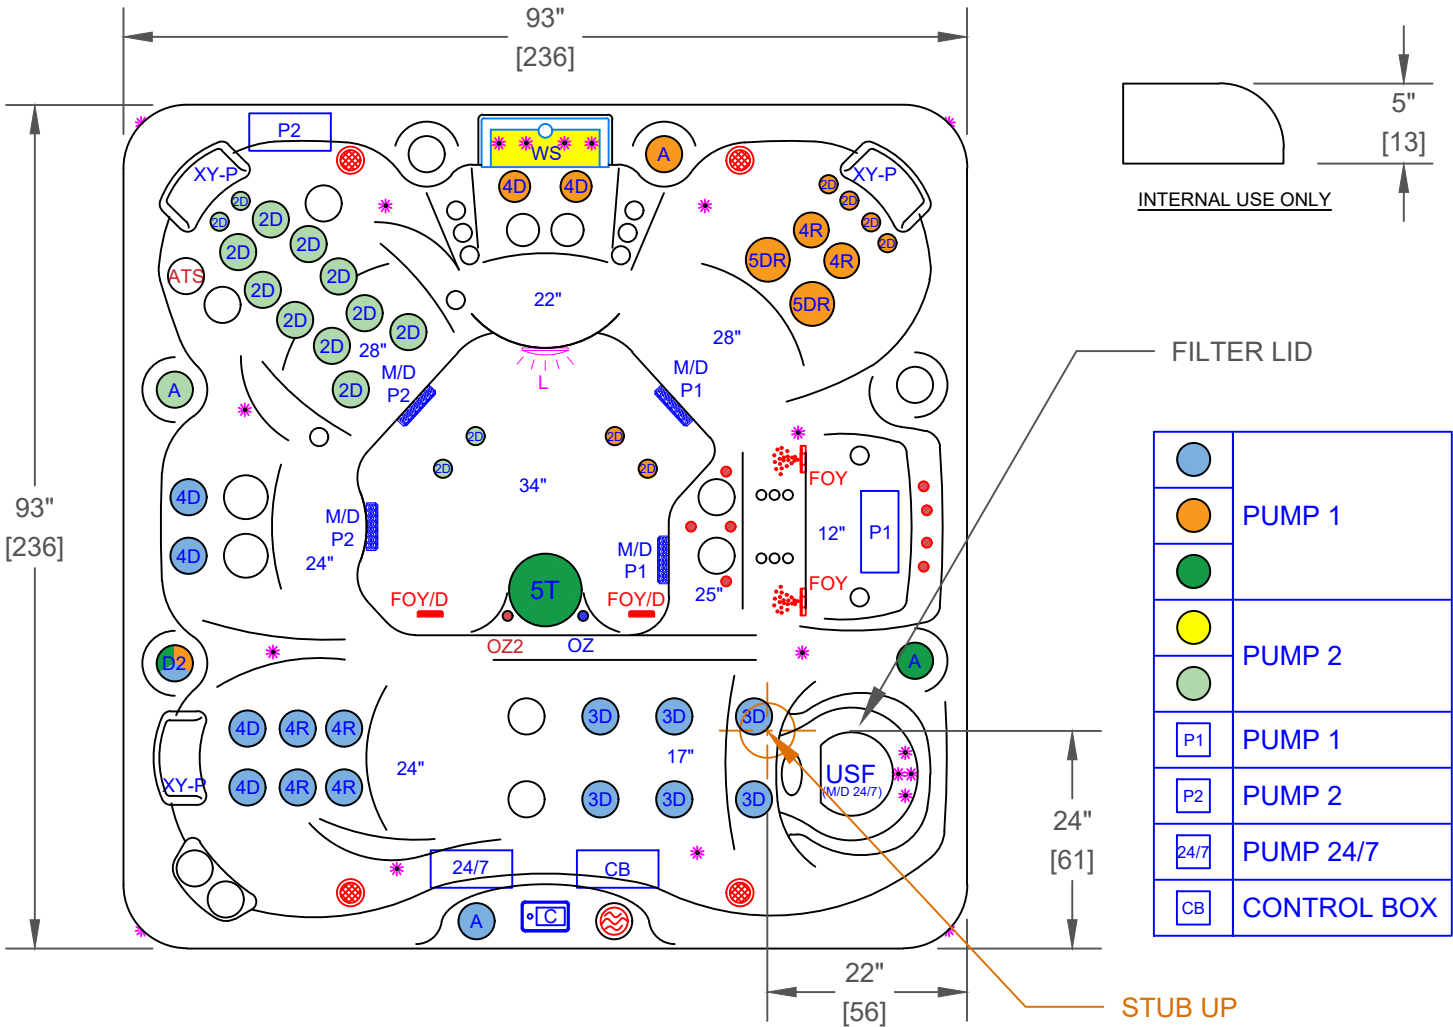 93"
[236]
5"
[13]
INTERNAL USE ONLY
P2
A
WS
XY-P
XY-P
4D
4D
2D
2D
2D
2D
2D
2D
4R
2D
2D
2D
5DR
4R
2D
2D
ATS
2D
2D
5DR
22"
2D
2D
2D
2D
28"
28"
FILTER LID
M/D
P2
M/D
P1
L
A
2D
2D
2D
2D
2D
34"
FOY
93"
[236]
4D
M/D
P2
12"
P1
4D
24"
M/D
P1
25"
FOY
5T
FOY/D
FOY/D
OZ2
OZ
D2
A
4D
4R
4R
3D
3D
3D
17"
24"
USF
(M/D 24/7)
XY-P
4D
4R
4R
3D
3D
3D
24"
[61]
24/7
CB
A
C
22"
[56]
STUB UP
PUMP 1
PUMP 2
P1
PUMP 1
P2
PUMP 2
24/7
PUMP 24/7
CB
CONTROL BOX